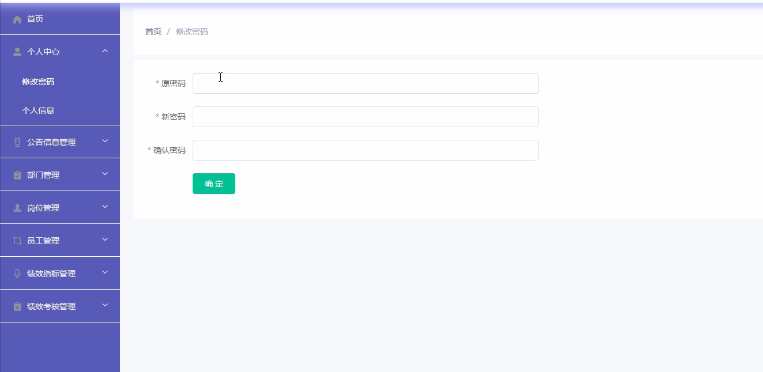 首页
个人中心
修改密码
个人信息
公告信息管理
部门管理
岗位管理
员工管理
绩效指标管理
绩效考核管理
首页 / 修改密码
* 原密码
* 新密码
* 确认密码
确 定